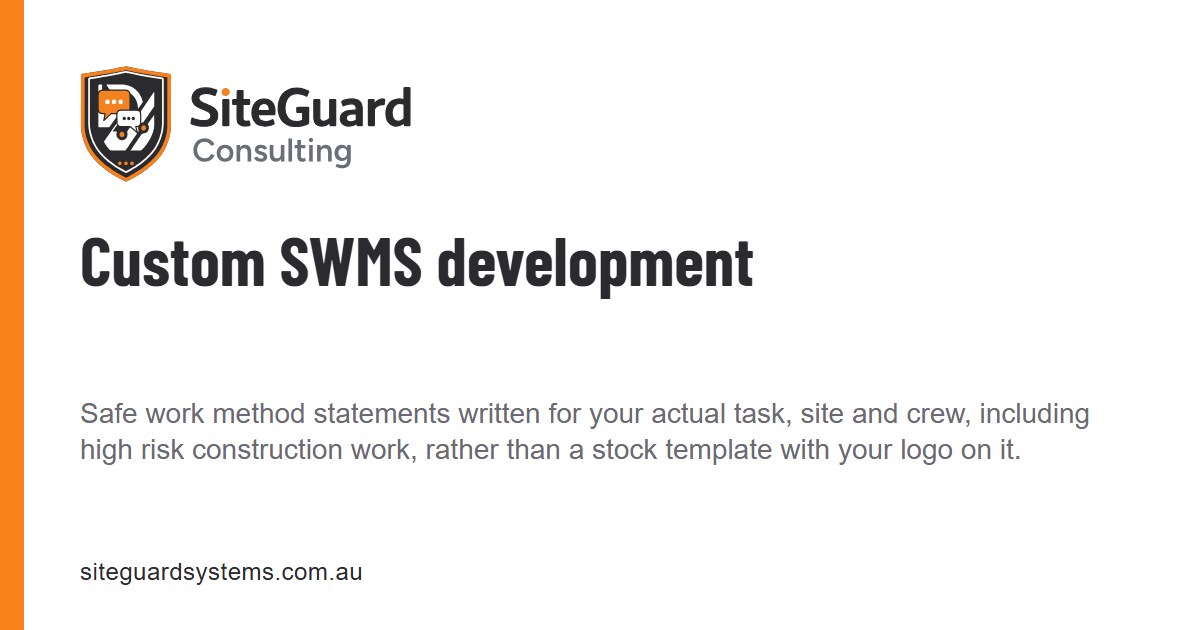 SiteGuard
Consulting
Custom SWMS development
Safe work method statements written for your actual task, site and crew, including
high risk construction work, rather than a stock template with your logo on it.
siteguardsystems.com.au